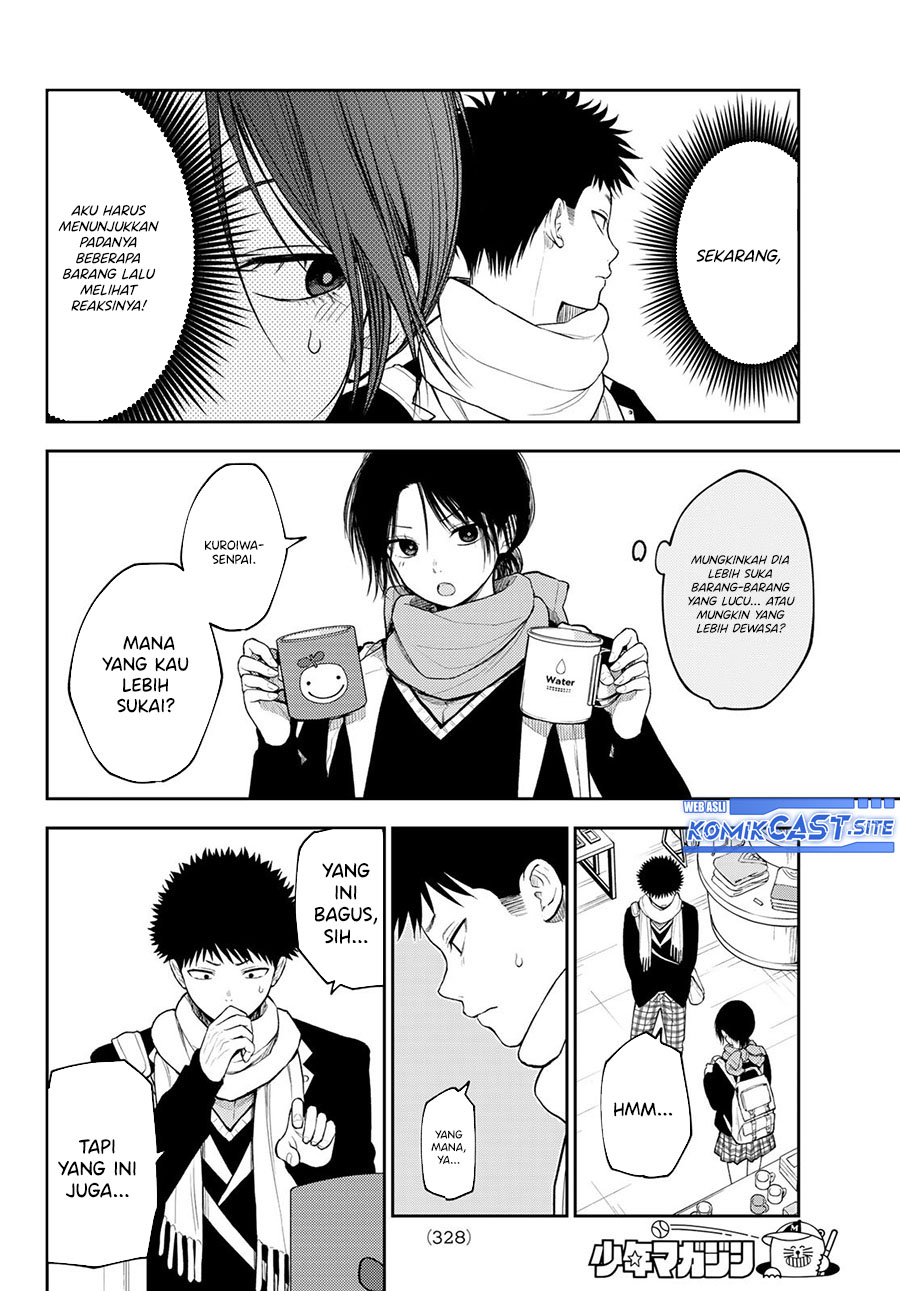 SEKARANG,
AKU HARUS
MENUNJUKKAN
PADANYA
BEBERAPA
BARANG LALU
MELIHAT
REAKSINYA!
MUNGKINKAH DIA
LEBIH SUKA
BARANG-BARANG
YANG LUCU... ATAU
MUNGKIN YANG
LEBIH DEWASA?
KUROIWA-
SENPAI.
MANA
YANG KAU
LEBIH
SUKAI?
Water
WEB ASLI
KOMIKCAST.SITE
HMM...
YANG
MANA,
YA...
YANG
INI
BAGUS,
SIH...
TAPI
YANG INI
JUGA...
(328)
少年マガジン
M